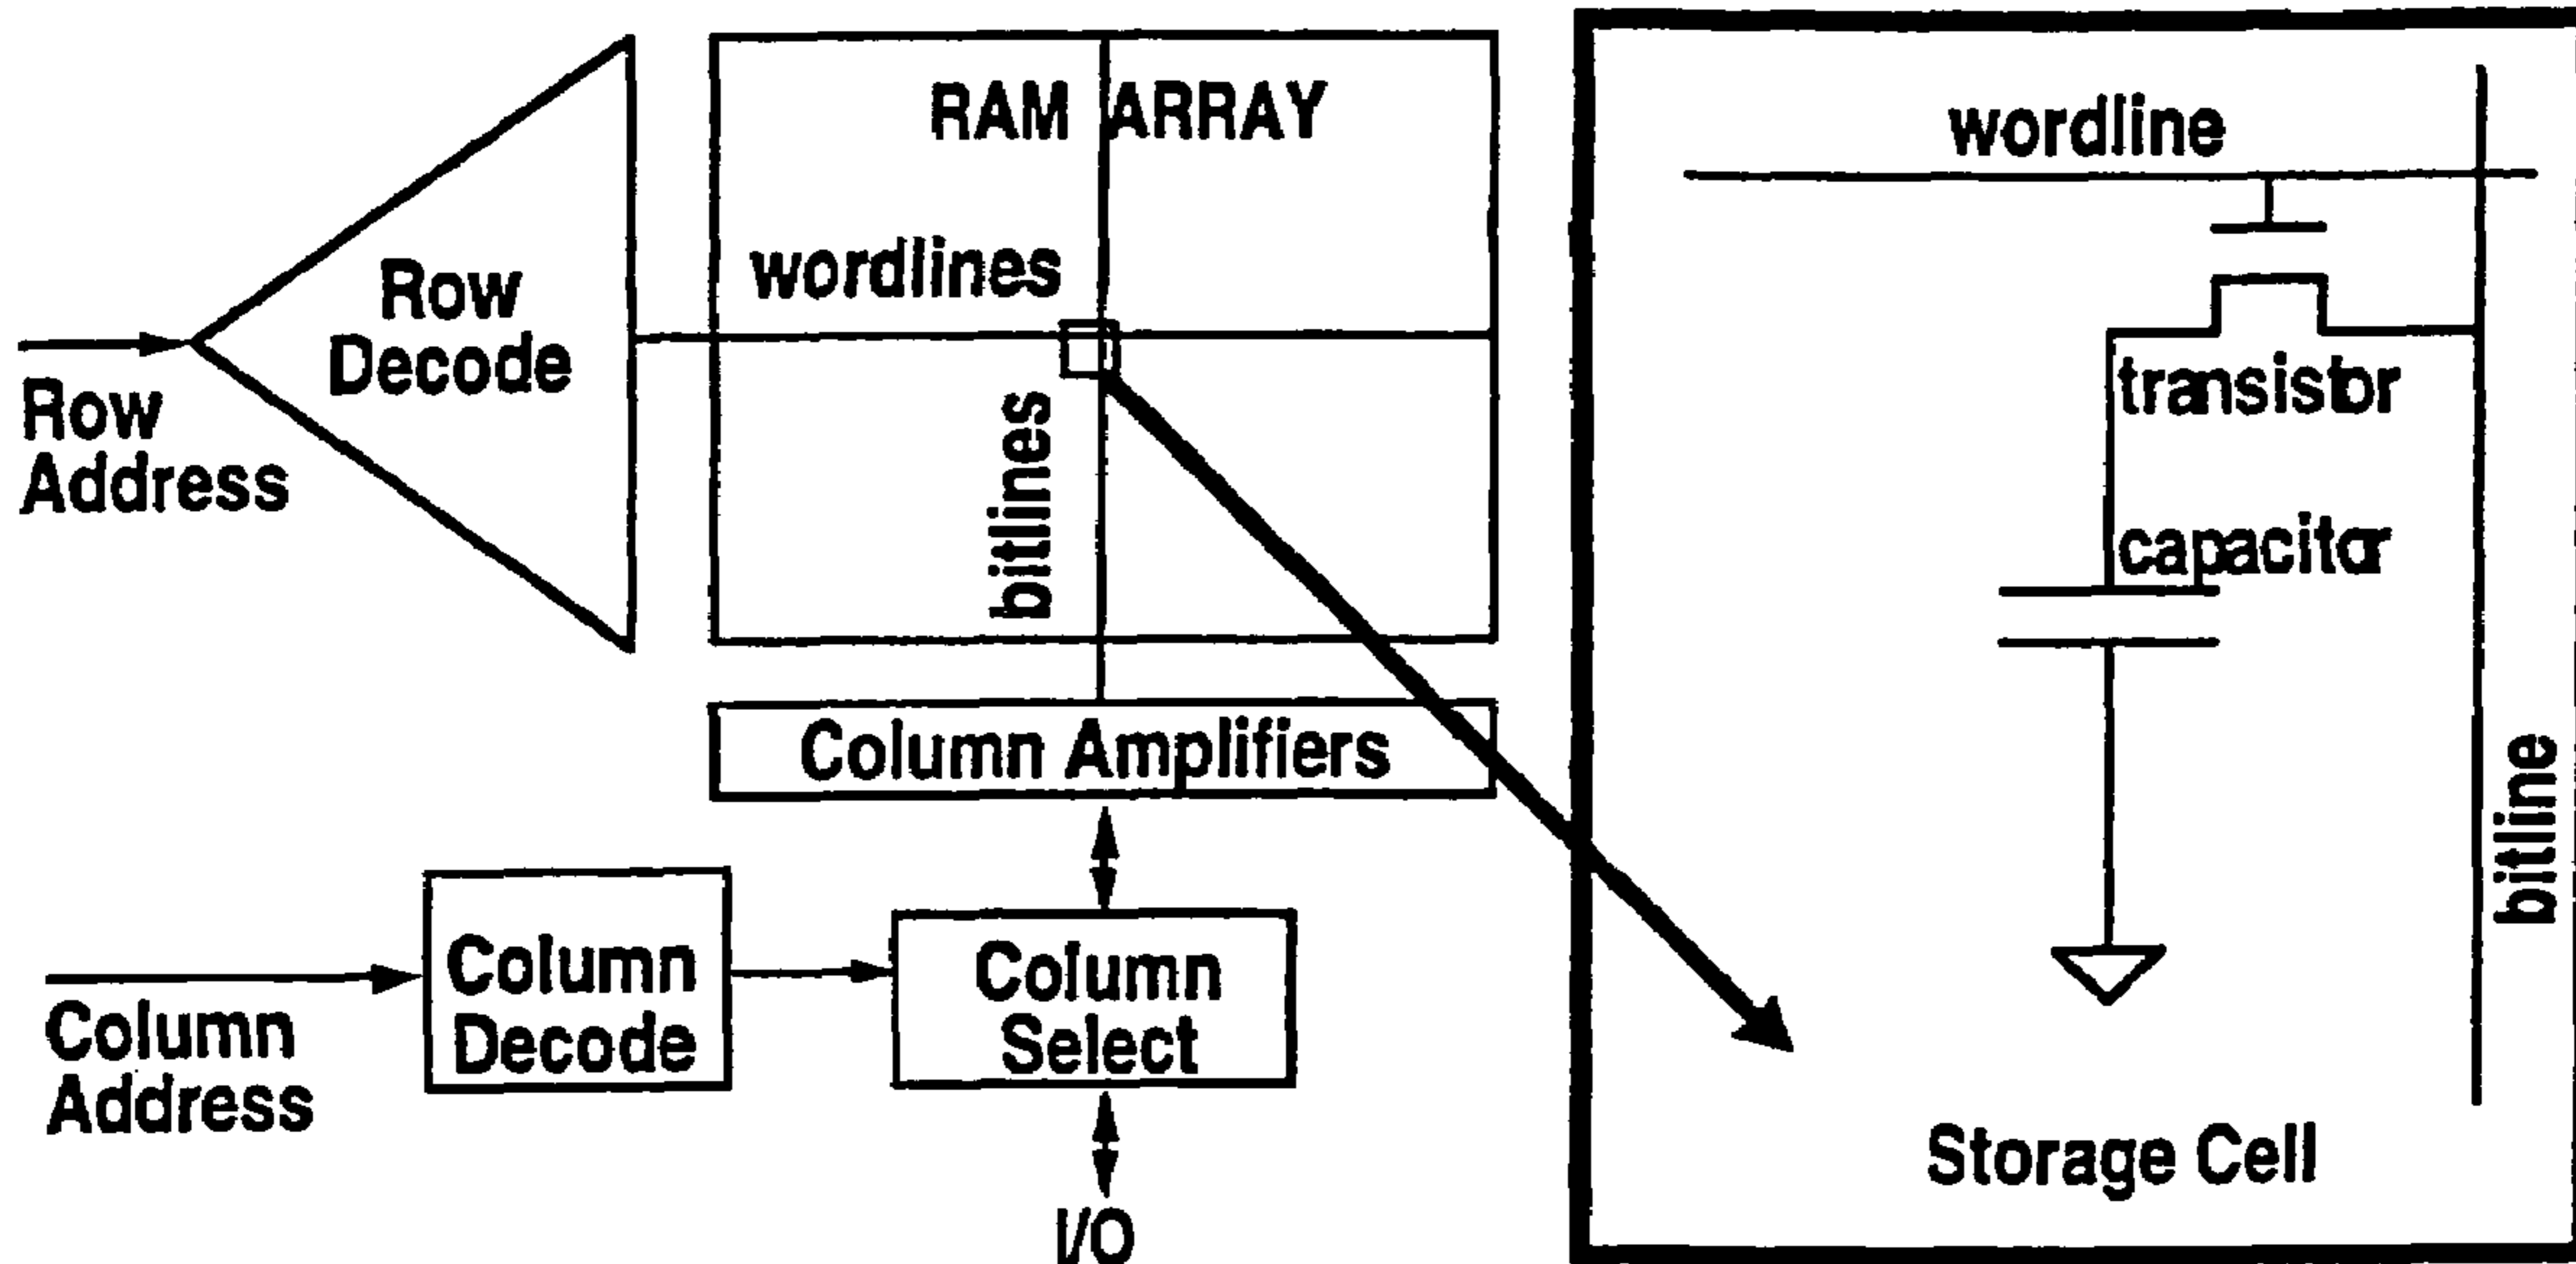 RAM ARRAY
wordlines
Row
Decode
Row
Address
bitlines
Column Amplifiers
Column
Decode
Column
Select
Column
Address
I/O
wordline
transistor
capacitor
bitline
Storage Cell